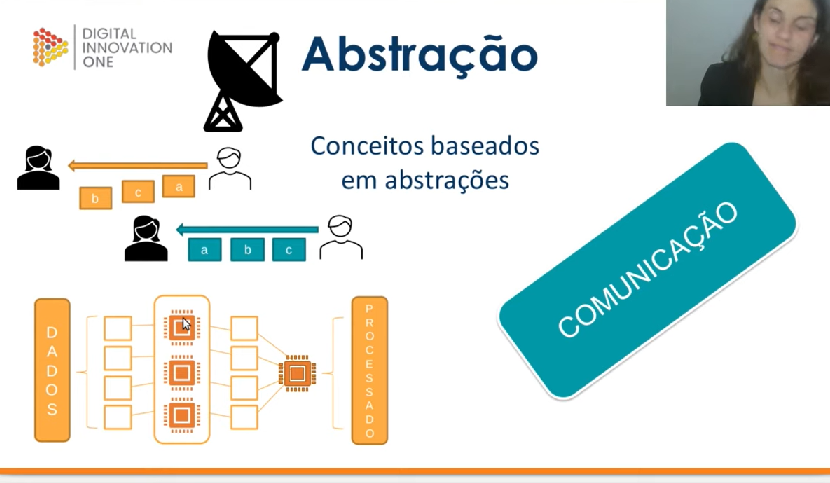 DIGITAL
INNOVATION
ONE
Abstração
Conceitos baseados
em abstrações
b c a
a b c
COMUNICAÇÃO
DADOS
PROCESSADO